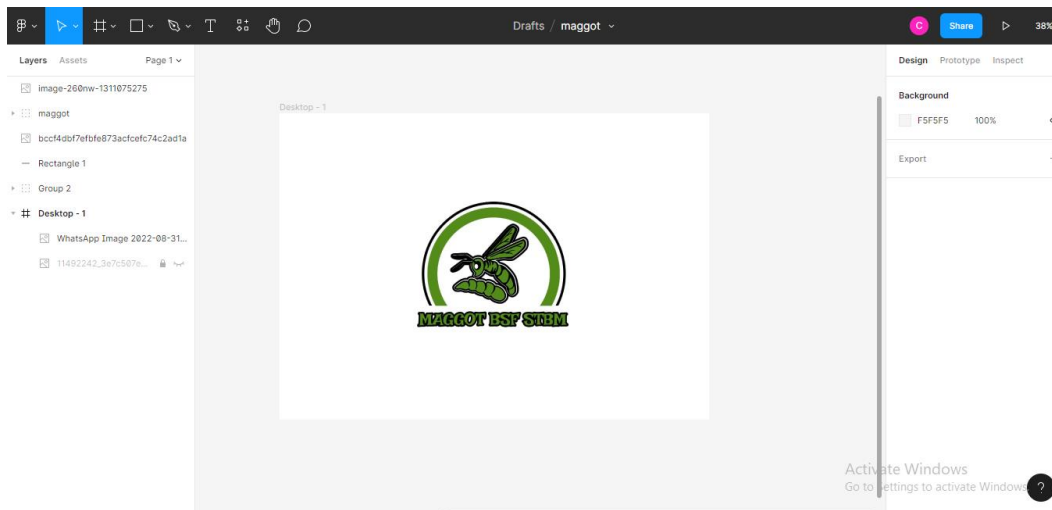 Drafts / maggot
C
Share
38%
Layers Assets Page 1
image-260nw-1311075275
maggot
bccf4dbf7efbfe873acfcefc74c2ad1a
Rectangle 1
Group 2
Desktop - 1
WhatsApp Image 2022-08-31...
Desktop - 1
MAGGOT BSF STBM
Design Prototype Inspect
Background
F5F5F5 100%
Export
Activate Windows
Go to Settings to activate Windows
?